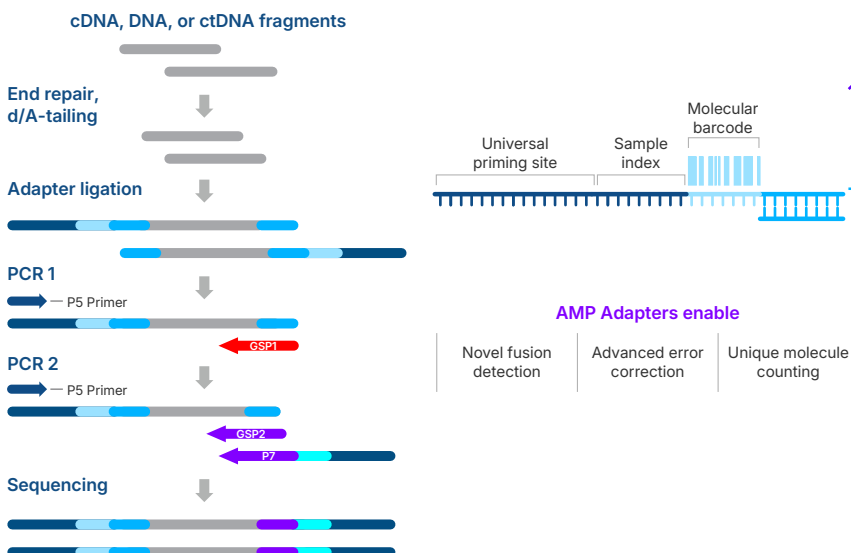 cDNA, DNA, or ctDNA fragments
End repair,
d/A-tailing
Adapter ligation
PCR 1
P5 Primer
GSP1
PCR 2
P5 Primer
GSP2
P7
Sequencing
Molecular
barcode
Universal
priming site
Sample
index
AMP Adapters enable
Novel fusion
detection
Advanced error
correction
Unique molecule
counting